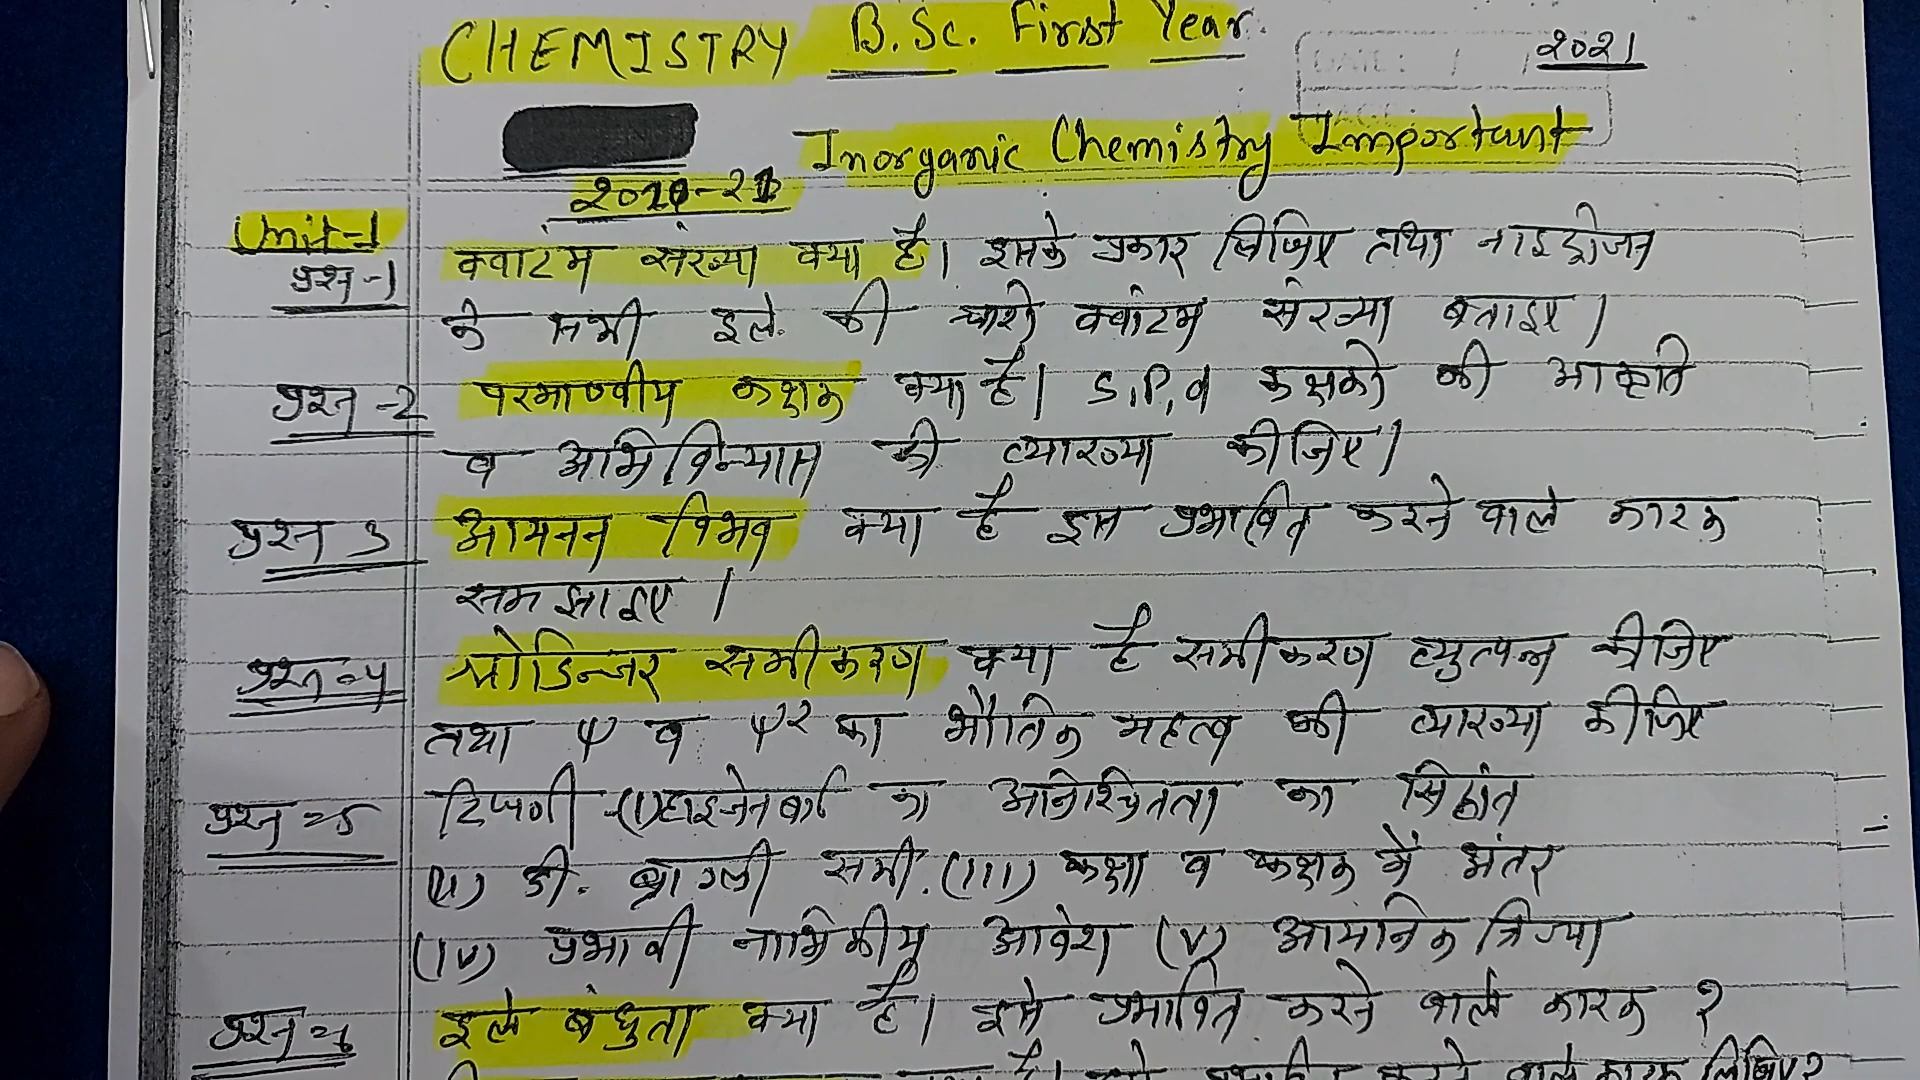 CHEMISTRY B.Sc. First Year
2021
Inorganic Chemistry Important
2020-21
Unit-1
प्रश्न-1 क्वांटम संख्या क्या है। इसके प्रकार लिखिए तथा नाइट्रोजन
के सभी इले. की चारो क्वांटम संख्या बताइए।
प्रश्न-2 परमाण्वीय कक्षक क्या है। S,P,व कक्षको की आकृति
व अभिविन्यास की व्याख्या कीजिए।
प्रश्न 3 आयनन विभव क्या है इसे प्रभावित करने वाले कारक
समझाइए।
प्रश्न-4 श्रोडिन्जर समीकरण क्या है समीकरण व्युत्पन्न कीजिए
तथा ψ व ψ² का भौतिक महत्व की व्याख्या कीजिए
प्रश्न-5 टिप्पणी-(I) हाइजेनबर्ग का अनिश्चितता का सिद्धांत
(II) डी. ब्रोग्ली समी. (III) कक्षा व कक्षक में अंतर
(IV) प्रभावी नाभिकीय आवेश (V) आयनिक त्रिज्या
प्रश्न-6 इले बंधुता क्या है। इसे प्रभावित करने वाले कारक ?